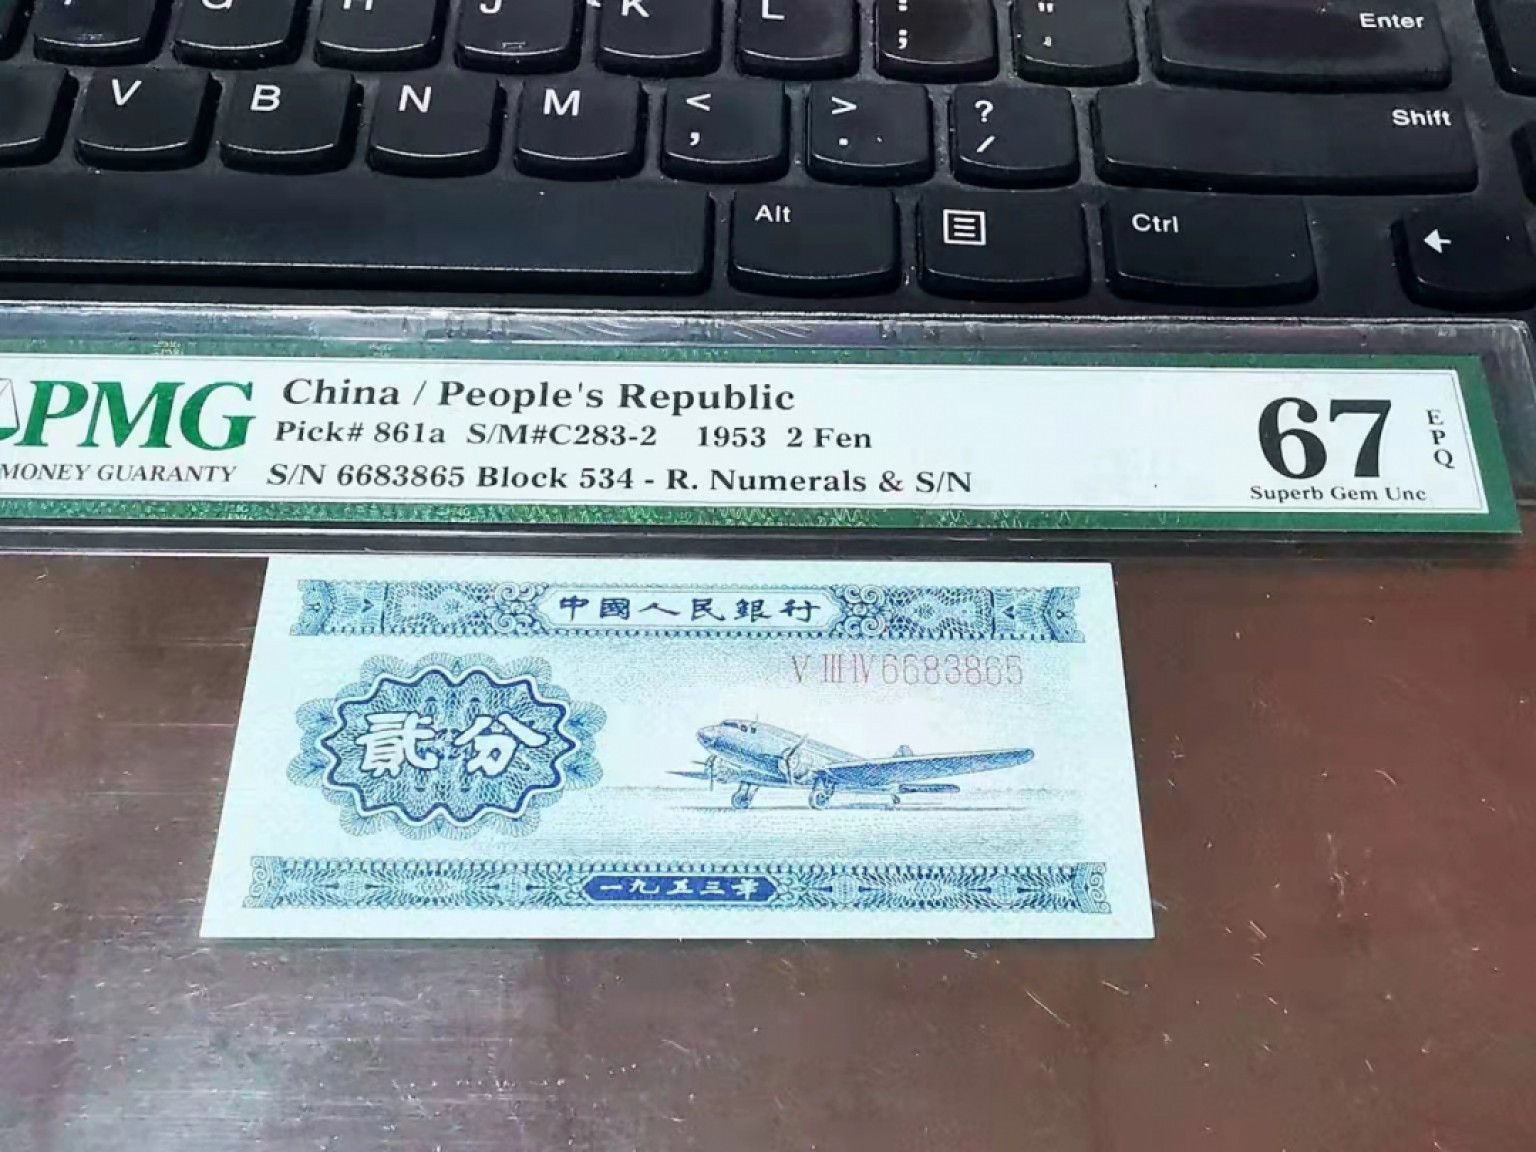 G H J K L : ; " ' Enter
V B N M < , > . ? / Shift
Alt Ctrl
PMG
MONEY GUARANTY
China / People's Republic
Pick# 861a S/M#C283-2 1953 2 Fen
S/N 6683865 Block 534 - R. Numerals & S/N
67
EPQ
Superb Gem Unc
中國人民銀行
V III IV 6683865
貳分
一九五三年